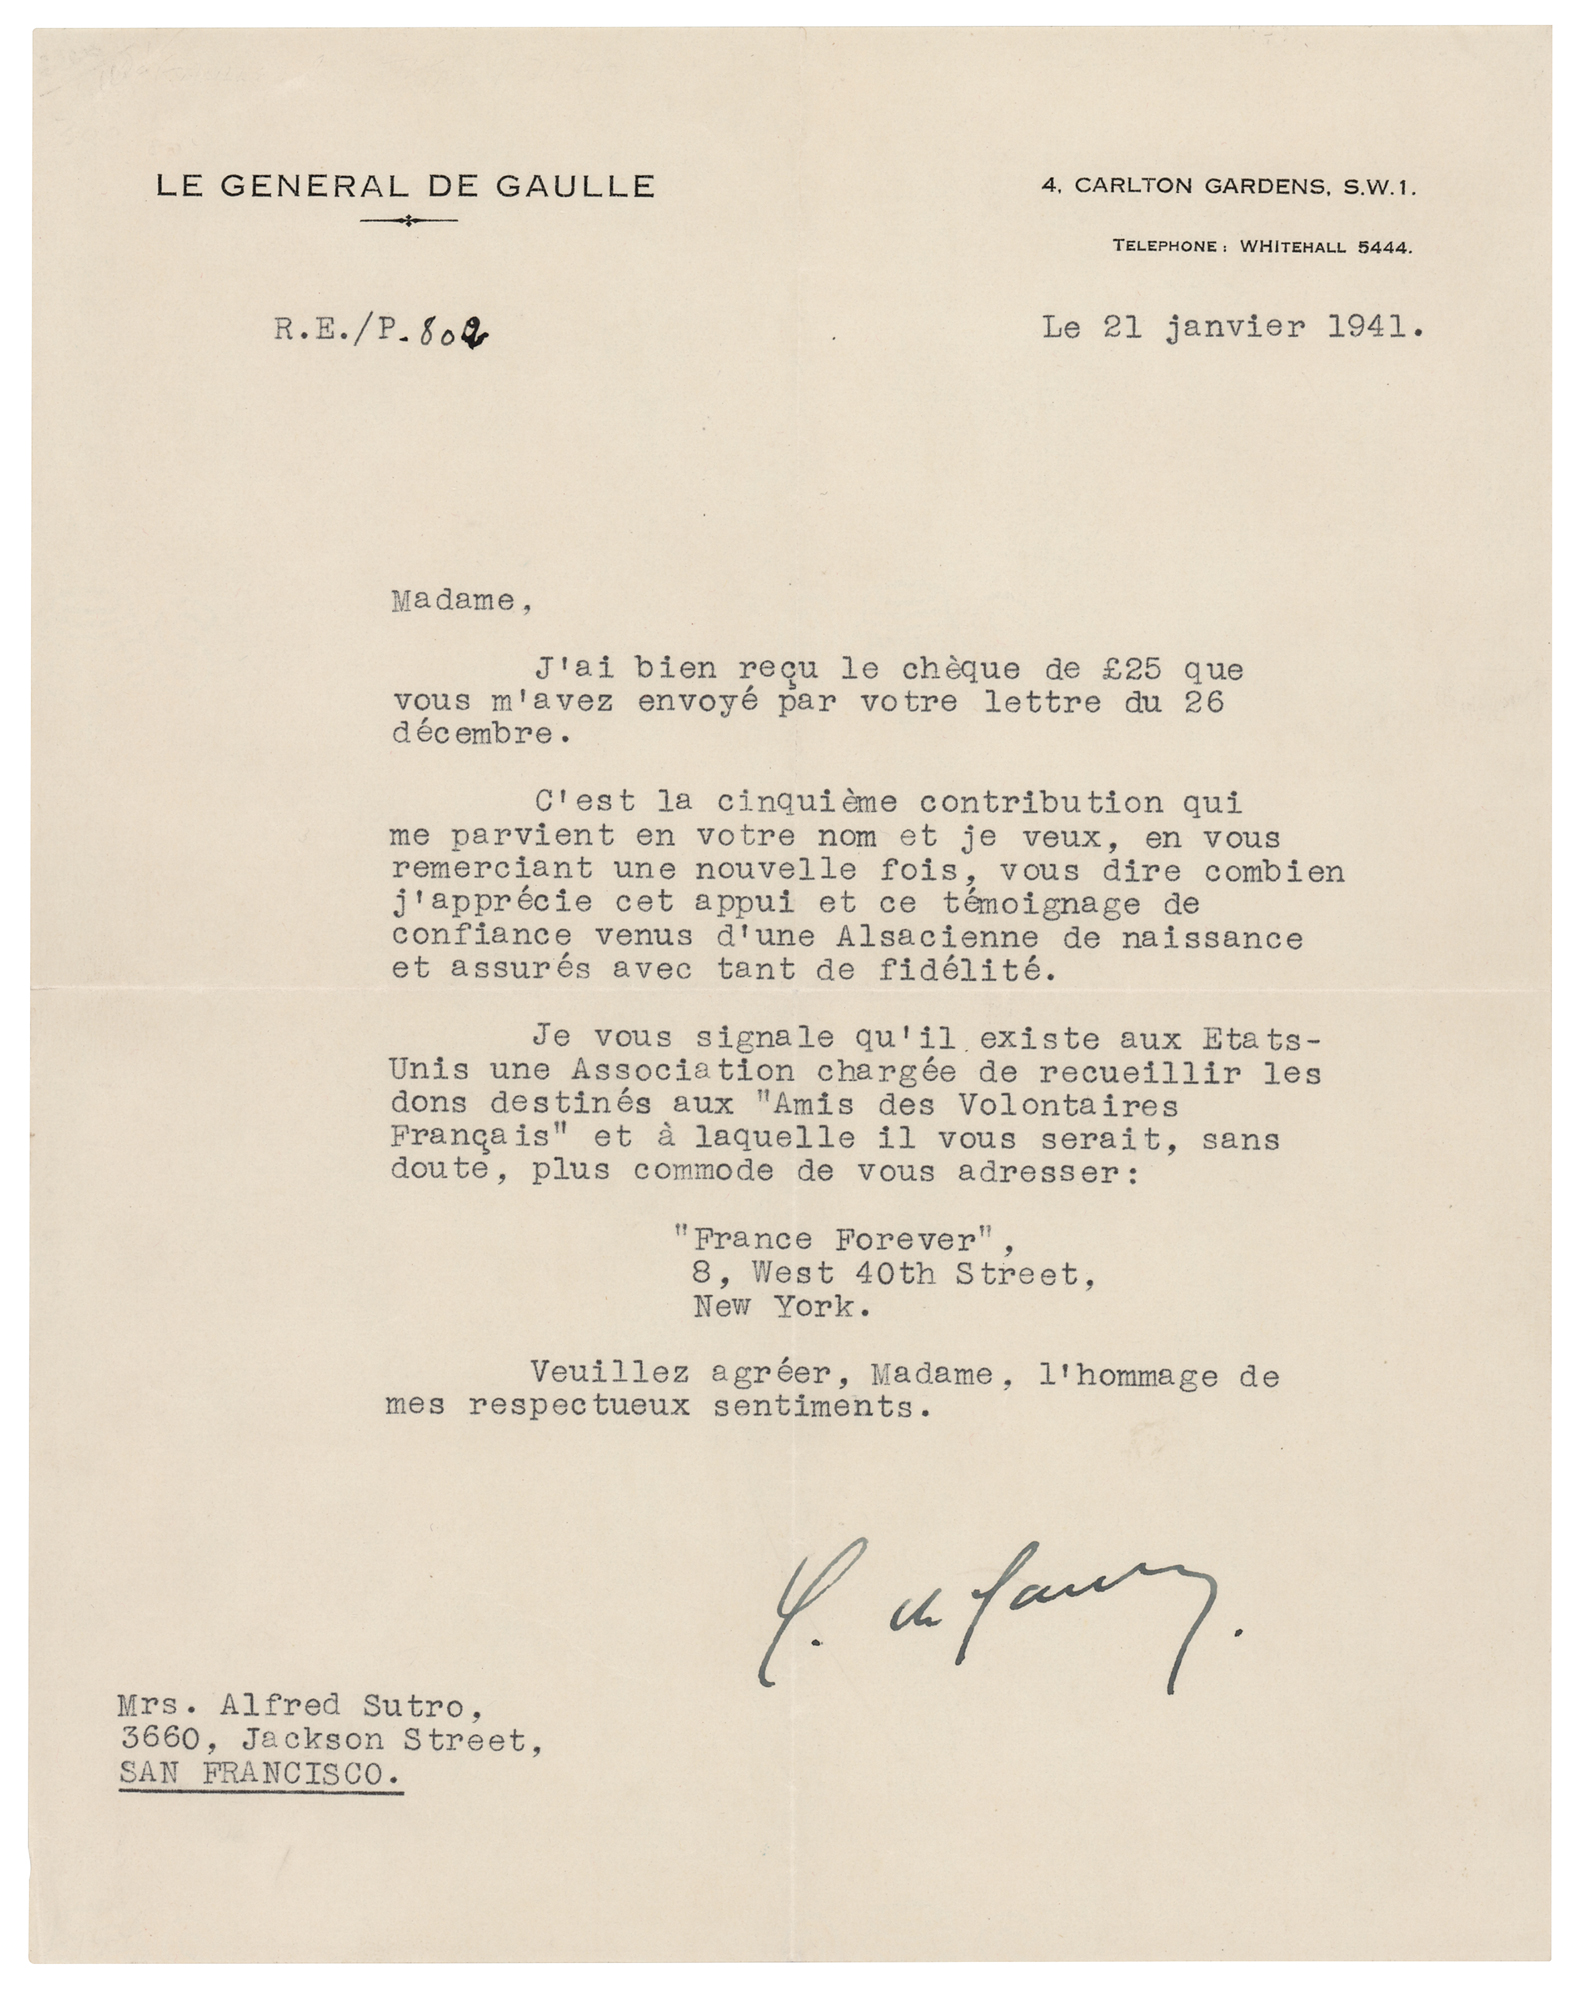 LE GENERAL DE GAULLE
4, CARLTON GARDENS, S.W.1.
TELEPHONE: WHITEHALL 5444.
R.E./P.802
Le 21 janvier 1941.
Madame,
J'ai bien reçu le chèque de £25 que
vous m'avez envoyé par votre lettre du 26
décembre.
C'est la cinquième contribution qui
me parvient en votre nom et je veux, en vous
remerciant une nouvelle fois, vous dire combien
j'apprécie cet appui et ce témoignage de
confiance venus d'une Alsacienne de naissance
et assurés avec tant de fidélité.
Je vous signale qu'il existe aux Etats-
Unis une Association chargée de recueillir les
dons destinés aux "Amis des Volontaires
Français" et à laquelle il vous serait, sans
doute, plus commode de vous adresser:
"France Forever",
8, West 40th Street,
New York.
Veuillez agréer, Madame, l'hommage de
mes respectueux sentiments.
C. de Gaulle.
Mrs. Alfred Sutro,
3660, Jackson Street,
SAN FRANCISCO.